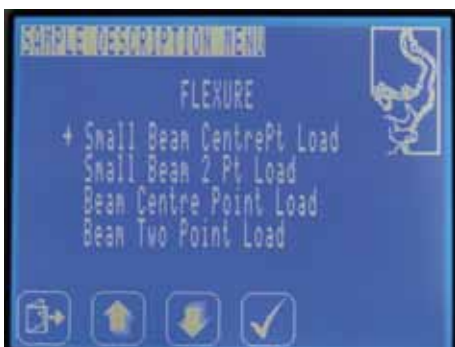 SAMPLE DESCRIPTION MENU
FLEXURE
Small Beam CentrePt Load
Small Beam 2 Pt Load
Beam Centre Point Load
Beam Two Point Load